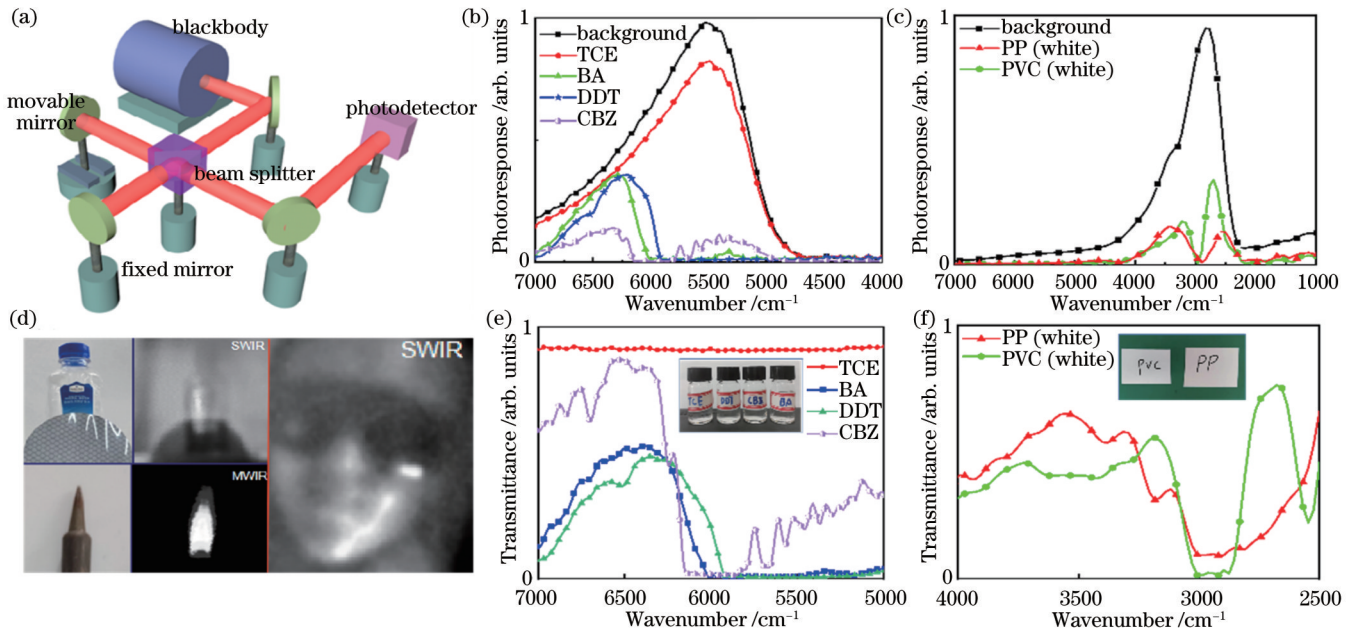 (a)
blackbody
movable
mirror
photodetector
beam splitter
fixed mirror
(b)
Photoresponse /arb. units
1
0
background
TCE
BA
DDT
CBZ
7000 6500 6000 5500 5000 4500 4000
Wavenumber /cm⁻¹
(c)
Photoresponse /arb. units
1
0
background
PP (white)
PVC (white)
7000 6000 5000 4000 3000 2000 1000
Wavenumber /cm⁻¹
(d)
SWIR
MWIR
SWIR
(e)
Transmittance /arb. units
1
0
TCE
BA
DDT
CBZ
TCE DDT CBZ BA
7000 6500 6000 5500 5000
Wavenumber /cm⁻¹
(f)
Transmittance /arb. units
1
0
PP (white)
PVC (white)
PVC PP
4000 3500 3000 2500
Wavenumber /cm⁻¹